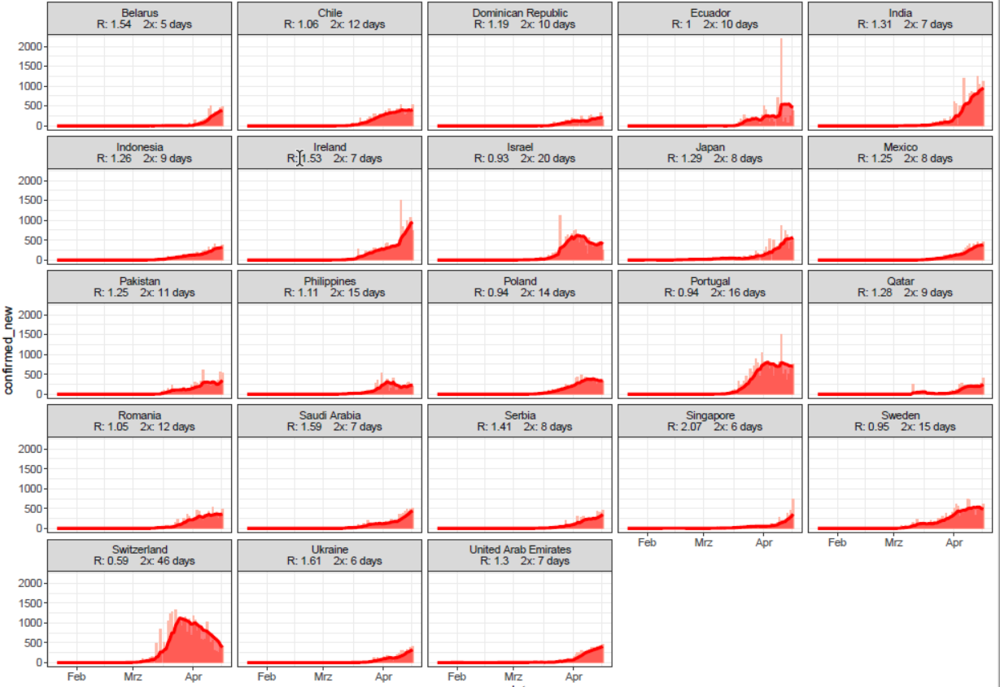 Belarus
R: 1.54 2x: 5 days
Chile
R: 1.06 2x: 12 days
Dominican Republic
R: 1.19 2x: 10 days
Ecuador
R: 1 2x: 10 days
India
R: 1.31 2x: 7 days
2000
1500
1000
500
0
Indonesia
R: 1.26 2x: 9 days
Ireland
R: 1.53 2x: 7 days
Israel
R: 0.93 2x: 20 days
Japan
R: 1.29 2x: 8 days
Mexico
R: 1.25 2x: 8 days
2000
1500
1000
500
0
Pakistan
R: 1.25 2x: 11 days
Philippines
R: 1.11 2x: 15 days
Poland
R: 0.94 2x: 14 days
Portugal
R: 0.94 2x: 16 days
Qatar
R: 1.28 2x: 9 days
2000
1500
1000
500
0
confirmed_new
Romania
R: 1.05 2x: 12 days
Saudi Arabia
R: 1.59 2x: 7 days
Serbia
R: 1.41 2x: 8 days
Singapore
R: 2.07 2x: 6 days
Sweden
R: 0.95 2x: 15 days
2000
1500
1000
500
0
Feb Mrz Apr
Feb Mrz Apr
Switzerland
R: 0.59 2x: 46 days
Ukraine
R: 1.61 2x: 6 days
United Arab Emirates
R: 1.3 2x: 7 days
2000
1500
1000
500
0
Feb Mrz Apr
Feb Mrz Apr
Feb Mrz Apr